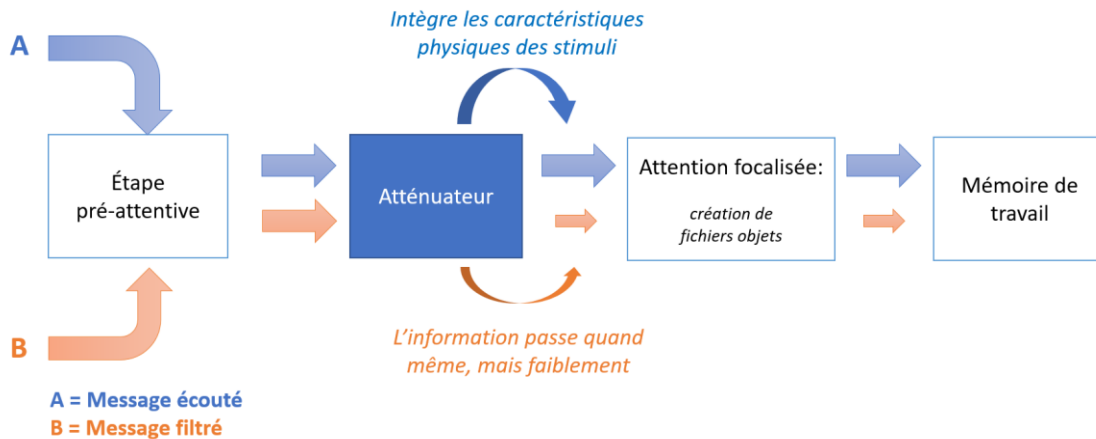 Intègre les caractéristiques
physiques des stimuli
A
Étape
pré-attentive
Atténuateur
Attention focalisée:
création de
fichiers objets
Mémoire de
travail
B
L’information passe quand
même, mais faiblement
A = Message écouté
B = Message filtré